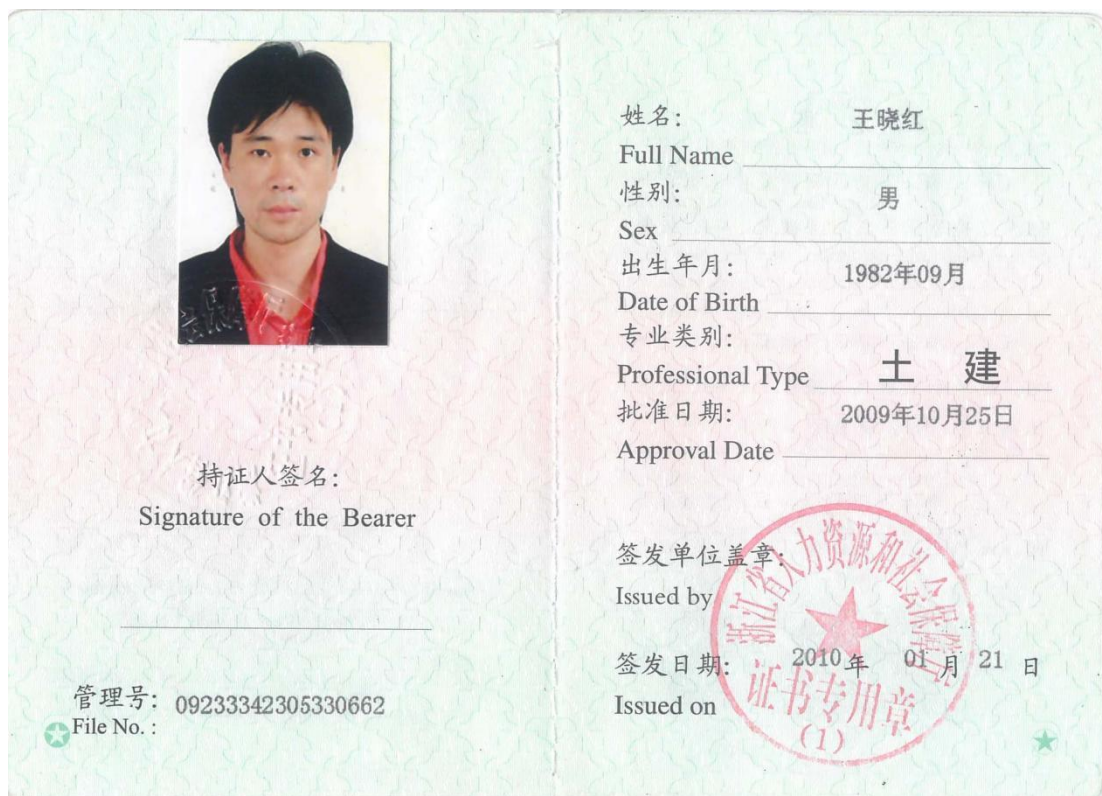 持证人签名:
Signature of the Bearer
管理号: 09233342305330662
File No. :
姓名: 王晓红
Full Name
性别: 男
Sex
出生年月: 1982年09月
Date of Birth
专业类别:
Professional Type 土 建
批准日期: 2009年10月25日
Approval Date
签发单位盖章:
Issued by
浙江省人力资源和社会保障厅
签发日期: 2010年 01月 21日
Issued on
证书专用章
(1)